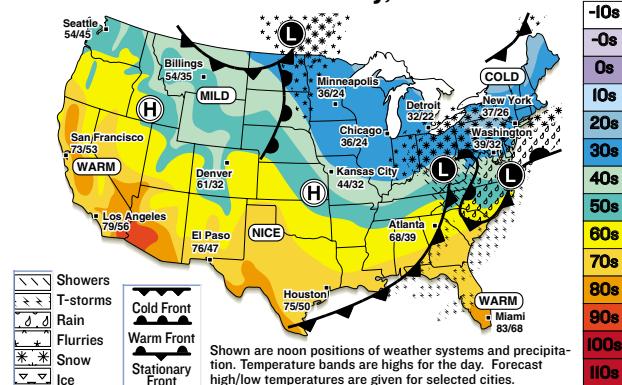 Seattle
54/45
L
Billings
54/35
MILD
H
Minneapolis
36/24
COLD
Detroit
32/22
New York
37/26
Chicago
36/24
Washington
39/32
San Francisco
73/53
WARM
Denver
61/32
Kansas City
44/32
H
L
L
Los Angeles
79/56
El Paso
76/47
NICE
Atlanta
68/39
Houston
75/50
WARM
Miami
83/68
Showers
T-storms
Rain
Flurries
Snow
Ice
Cold Front
Warm Front
Stationary
Front
Shown are noon positions of weather systems and precipita-
tion. Temperature bands are highs for the day. Forecast
high/low temperatures are given for selected cities.
-10s
-0s
0s
10s
20s
30s
40s
50s
60s
70s
80s
90s
100s
110s